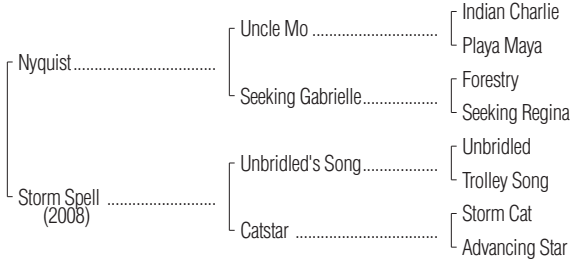 Indian Charlie
Uncle Mo ..........................
Playa Maya
Nyquist ..............................
Forestry
Seeking Gabrielle ................
Seeking Regina
Unbridled
Unbridled's Song ................
Trolley Song
Storm Spell .......................
(2008)
Storm Cat
Catstar ..............................
Advancing Star